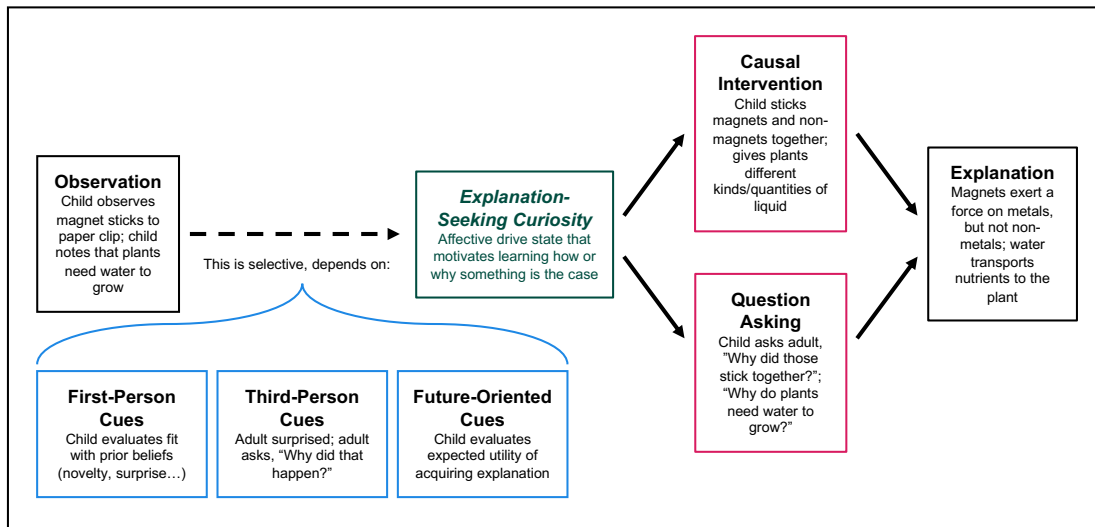 Observation
Child observes
magnet sticks to
paper clip; child
notes that plants
need water to
grow
This is selective, depends on:
First-Person
Cues
Child evaluates fit
with prior beliefs
(novelty, surprise…)
Third-Person
Cues
Adult surprised; adult
asks, “Why did that
happen?”
Future-Oriented
Cues
Child evaluates
expected utility of
acquiring explanation
Explanation-
Seeking Curiosity
Affective drive state that
motivates learning how or
why something is the case
Causal
Intervention
Child sticks
magnets and non-
magnets together;
gives plants
different
kinds/quantities of
liquid
Question
Asking
Child asks adult,
”Why did those
stick together?”;
“Why do plants
need water to
grow?”
Explanation
Magnets exert a
force on metals,
but not non-
metals; water
transports
nutrients to the
plant